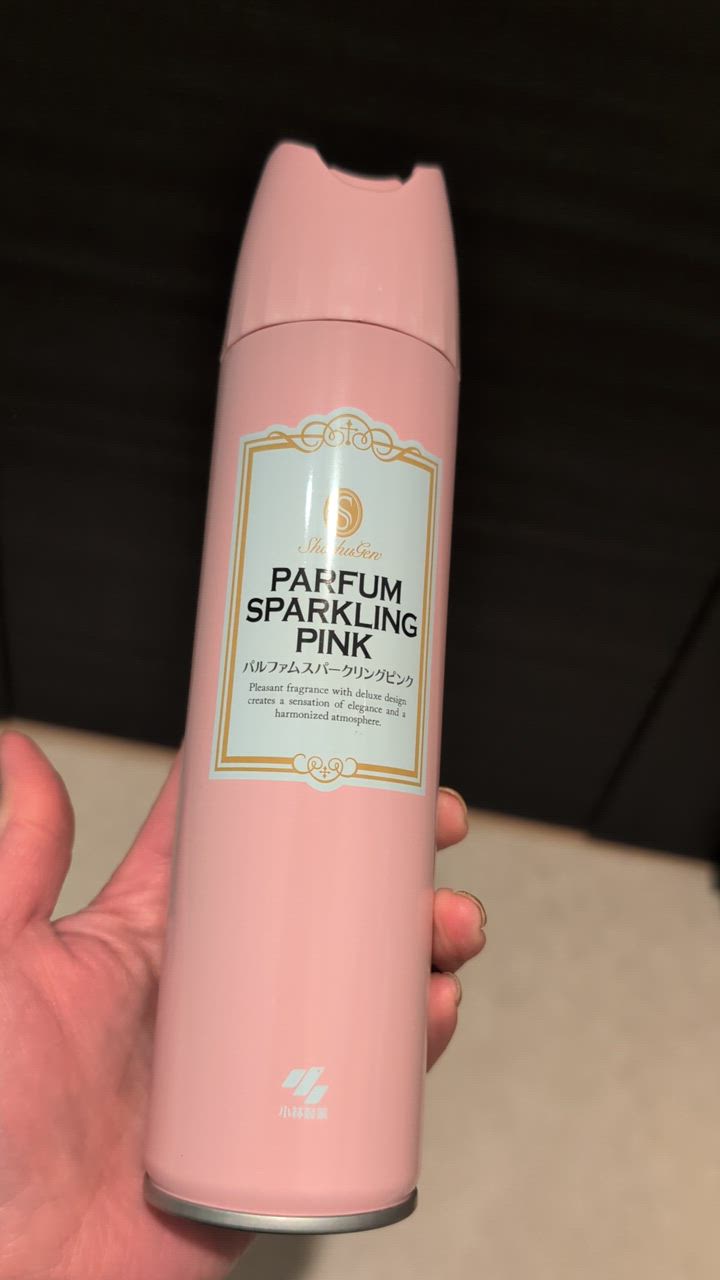 S
ShoshuGen
PARFUM
SPARKLING
PINK
パルファムスパークリングピンク
Pleasant fragrance with deluxe design
creates a sensation of elegance and a
harmonized atmosphere.
小林製薬